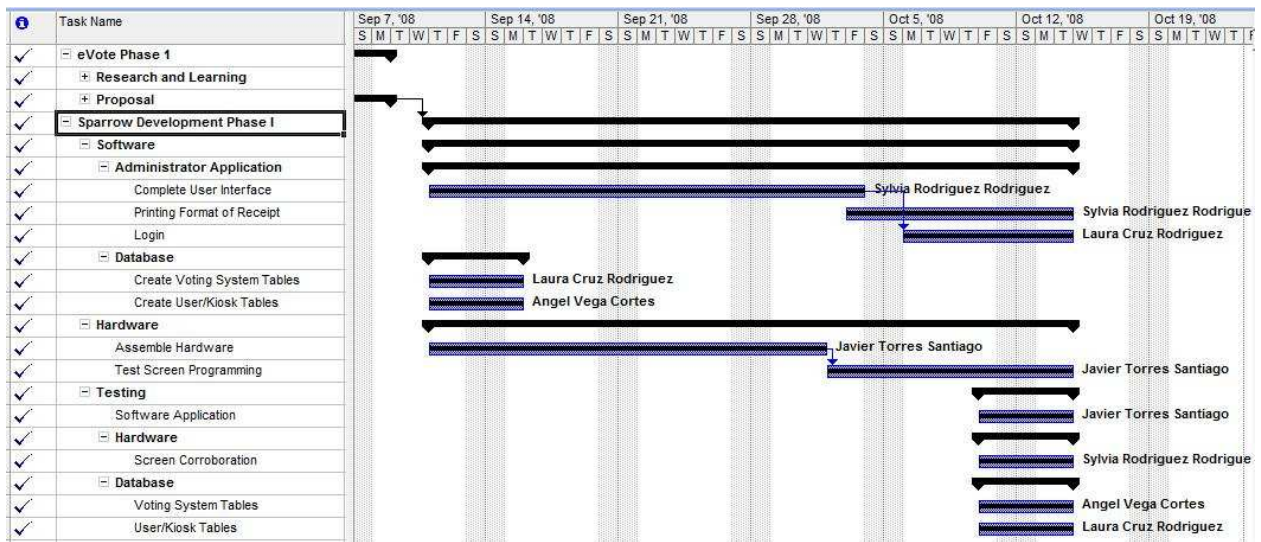 Task Name
Sep 7, '08 Sep 14, '08 Sep 21, '08 Sep 28, '08 Oct 5, '08 Oct 12, '08 Oct 19, '08
S M T W T F S S M T W T F S S M T W T F S S M T W T F S S M T W T F S S M T W T F S S M T W T F
eVote Phase 1
Research and Learning
Proposal
Sparrow Development Phase I
Software
Administrator Application
Complete User Interface Sylvia Rodriguez Rodriguez
Printing Format of Receipt Sylvia Rodriguez Rodrigue
Login Laura Cruz Rodriguez
Database
Create Voting System Tables Laura Cruz Rodriguez
Create User/Kiosk Tables Angel Vega Cortes
Hardware
Assemble Hardware Javier Torres Santiago
Test Screen Programming Javier Torres Santiago
Testing
Software Application Javier Torres Santiago
Hardware
Screen Corroboration Sylvia Rodriguez Rodrigue
Database
Voting System Tables Angel Vega Cortes
User/Kiosk Tables Laura Cruz Rodriguez